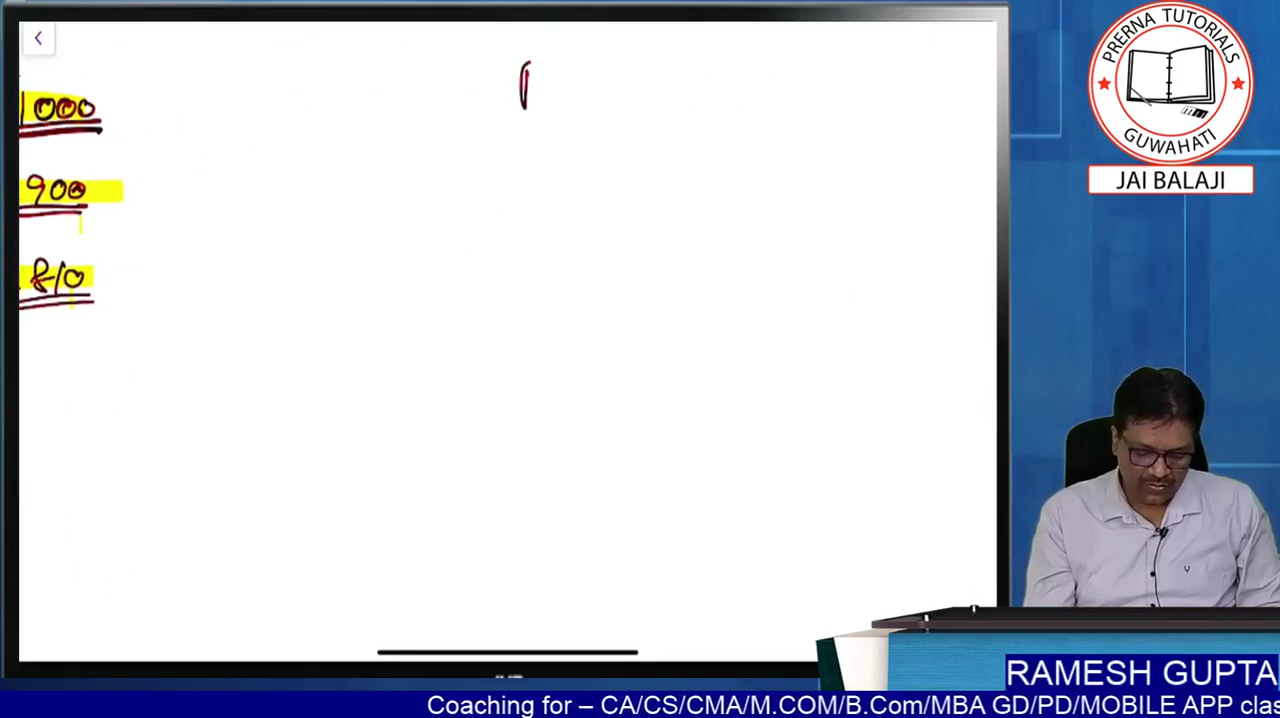 1000
900
810
PRERNA TUTORIALS
GUWAHATI
JAI BALAJI
RAMESH GUPTA
Coaching for – CA/CS/CMA/M.COM/B.Com/MBA GD/PD/MOBILE APP clas